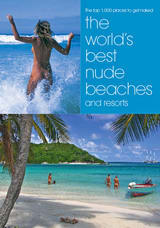 the top 1,000 places to get naked
the
world's
best
nude
beaches
and resorts